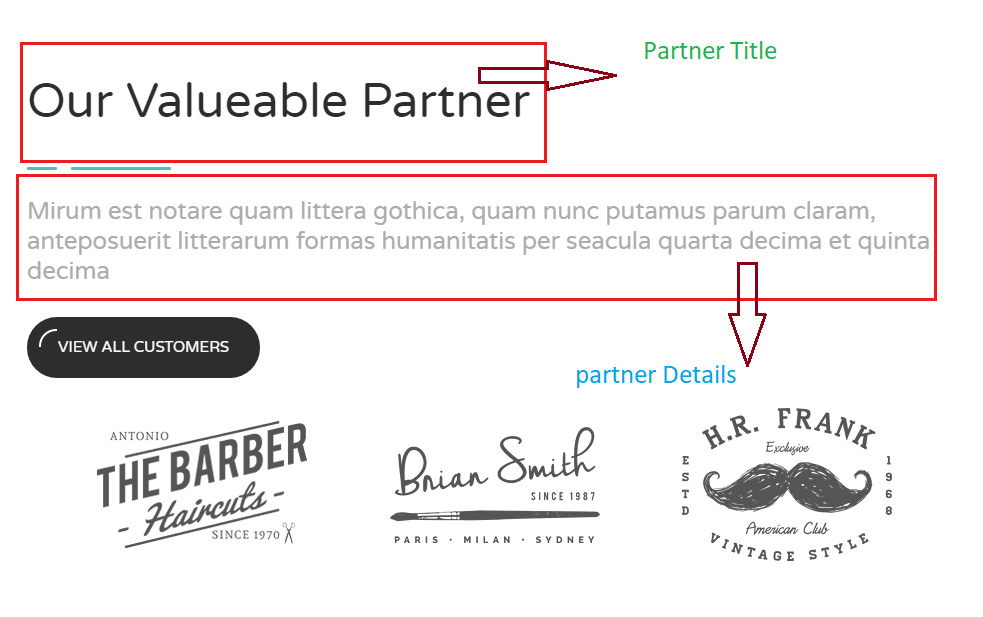 Partner Title
Our Valueable Partner
Mirum est notare quam littera gothica, quam nunc putamus parum claram,
anteposuerit litterarum formas humanitatis per seacula quarta decima et quinta
decima
VIEW ALL CUSTOMERS
partner Details
ANTONIO
THE BARBER
- Haircuts -
SINCE 1970
Brian Smith
SINCE 1987
PARIS · MILAN · SYDNEY
H.R. FRANK
Exclusive
ESTD
1968
American Club
VINTAGE STYLE